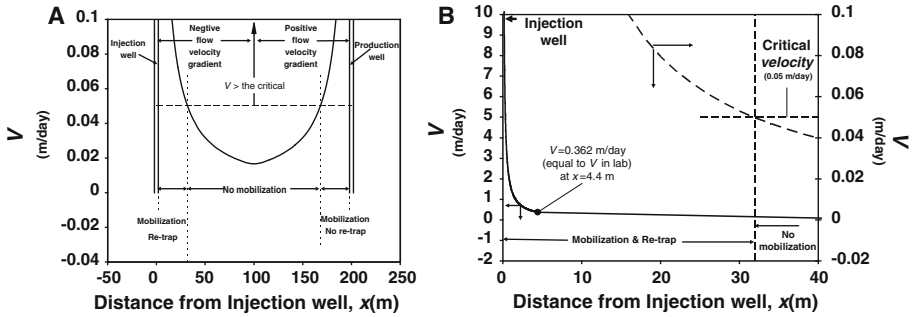 A
0.1
0.08
0.06
0.04
0.02
0
-0.02
-0.04
V
(m/day)
Injection
well
Negtive
flow
velocity
gradient
Positive
flow
velocity
gradient
Production
well
V > the critical
No mobilization
Mobilization
Re-trap
Mobilization
No re-trap
-50 0 50 100 150 200 250
Distance from Injection well, x(m)
B
10
9
8
7
6
5
4
3
2
1
0
-1
-2
V
(m/day)
Injection
well
Critical
velocity
(0.05 m/day)
V=0.362 m/day
(equal to V in lab)
at x=4.4 m
Mobilization & Re-trap
No
mobilization
0.1
0.08
0.06
0.04
0.02
0
-0.02
V
(m/day)
0 10 20 30 40
Distance from Injection well, x(m)